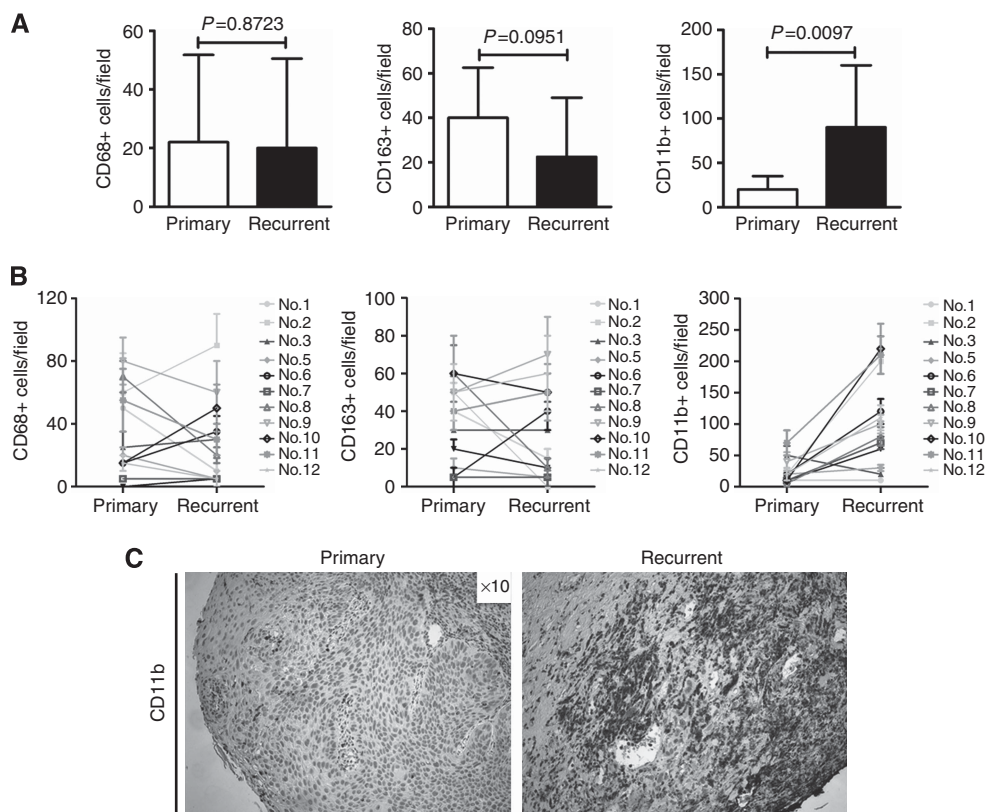 A
P=0.8723
60
40
20
0
CD68+ cells/field
Primary
Recurrent
P=0.0951
80
60
40
20
0
CD163+ cells/field
Primary
Recurrent
P=0.0097
200
150
100
50
0
CD11b+ cells/field
Primary
Recurrent
B
120
80
40
0
CD68+ cells/field
Primary
Recurrent
No.1
No.2
No.3
No.5
No.6
No.7
No.8
No.9
No.10
No.11
No.12
100
80
60
40
20
0
CD163+ cells/field
Primary
Recurrent
No.1
No.2
No.3
No.5
No.6
No.7
No.8
No.9
No.10
No.11
No.12
300
250
200
150
100
50
0
CD11b+ cells/field
Primary
Recurrent
No.1
No.2
No.3
No.5
No.6
No.7
No.8
No.9
No.10
No.11
No.12
C
Primary
Recurrent
×10
CD11b